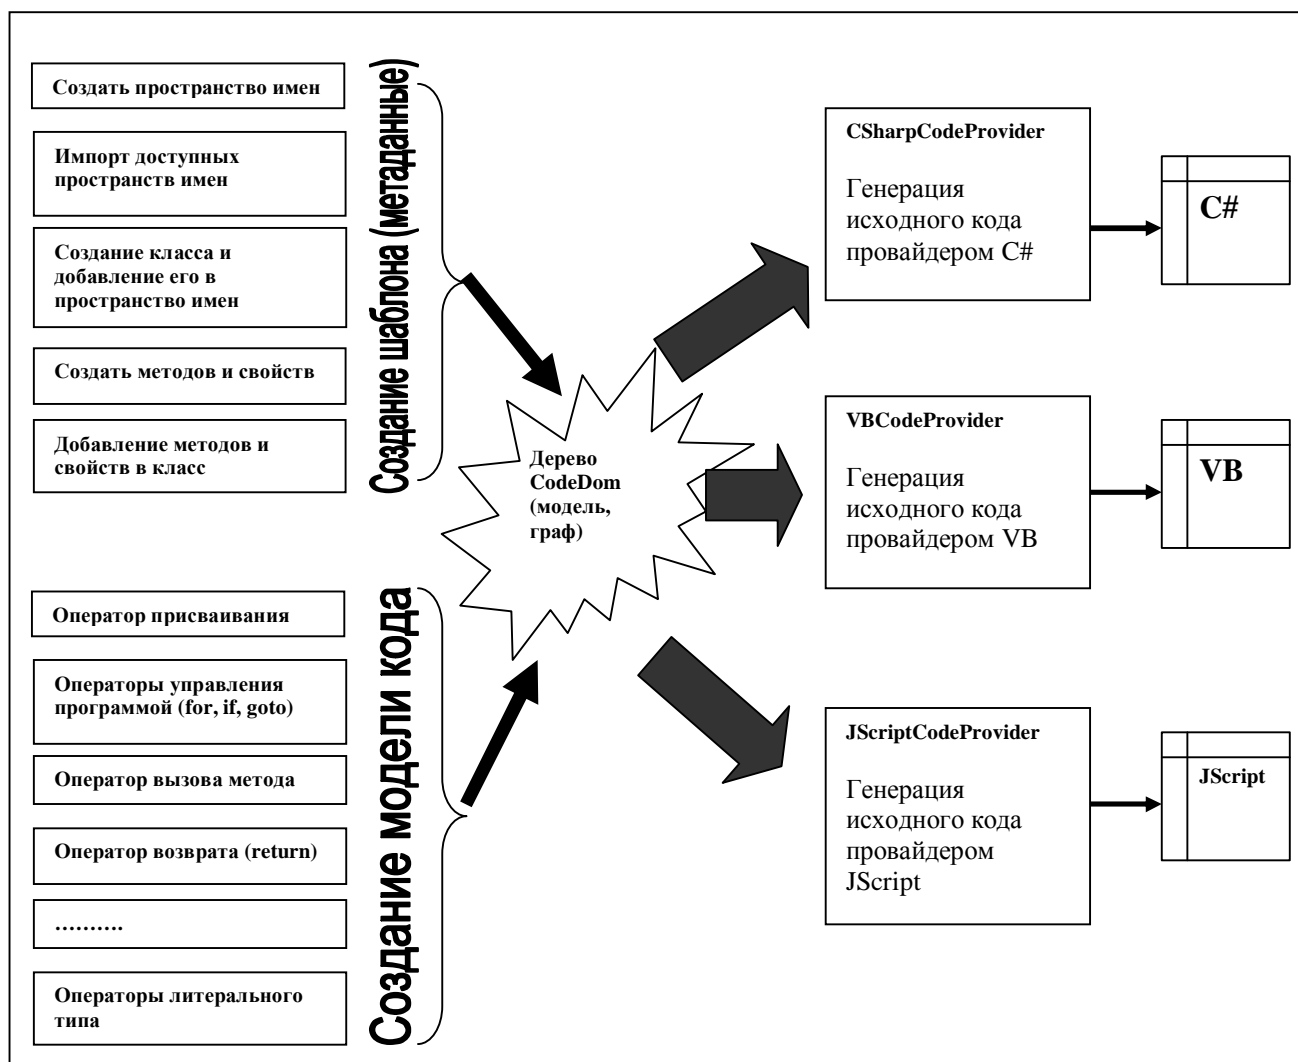 Создать пространство имен
Импорт доступных
пространств имен
Создание класса и
добавление его в
пространство имен
Создать методов и свойств
Добавление методов и
свойств в класс
Создание шаблона (метаданные)
Оператор присваивания
Операторы управления
программой (for, if, goto)
Оператор вызова метода
Оператор возврата (return)
……….
Операторы литерального
типа
Создание модели кода
Дерево
CodeDom
(модель,
граф)
CSharpCodeProvider
Генерация
исходного кода
провайдером C#
C#
VBCodeProvider
Генерация
исходного кода
провайдером VB
VB
JScriptCodeProvider
Генерация
исходного кода
провайдером
JScript
JScript